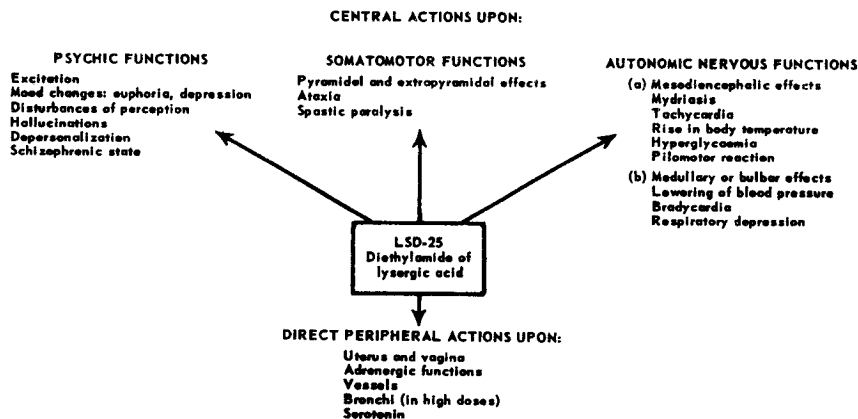 CENTRAL ACTIONS UPON:
PSYCHIC FUNCTIONS
Excitation
Mood changes: euphoria, depression
Disturbances of perception
Hallucinations
Depersonalization
Schizophrenic state
SOMATOMOTOR FUNCTIONS
Pyramidal and extrapyramidal effects
Ataxia
Spastic paralysis
AUTONOMIC NERVOUS FUNCTIONS
(a) Mesodiencephalic effects
Mydriasis
Tachycardia
Rise in body temperature
Hyperglycaemia
Pilomotor reaction
(b) Medullary or bulbar effects
Lowering of blood pressure
Bradycardia
Respiratory depression
LSD-25
Diethylamide of
lysergic acid
DIRECT PERIPHERAL ACTIONS UPON:
Uterus and vagina
Adrenergic functions
Vessels
Bronchi (in high doses)
Serotonin